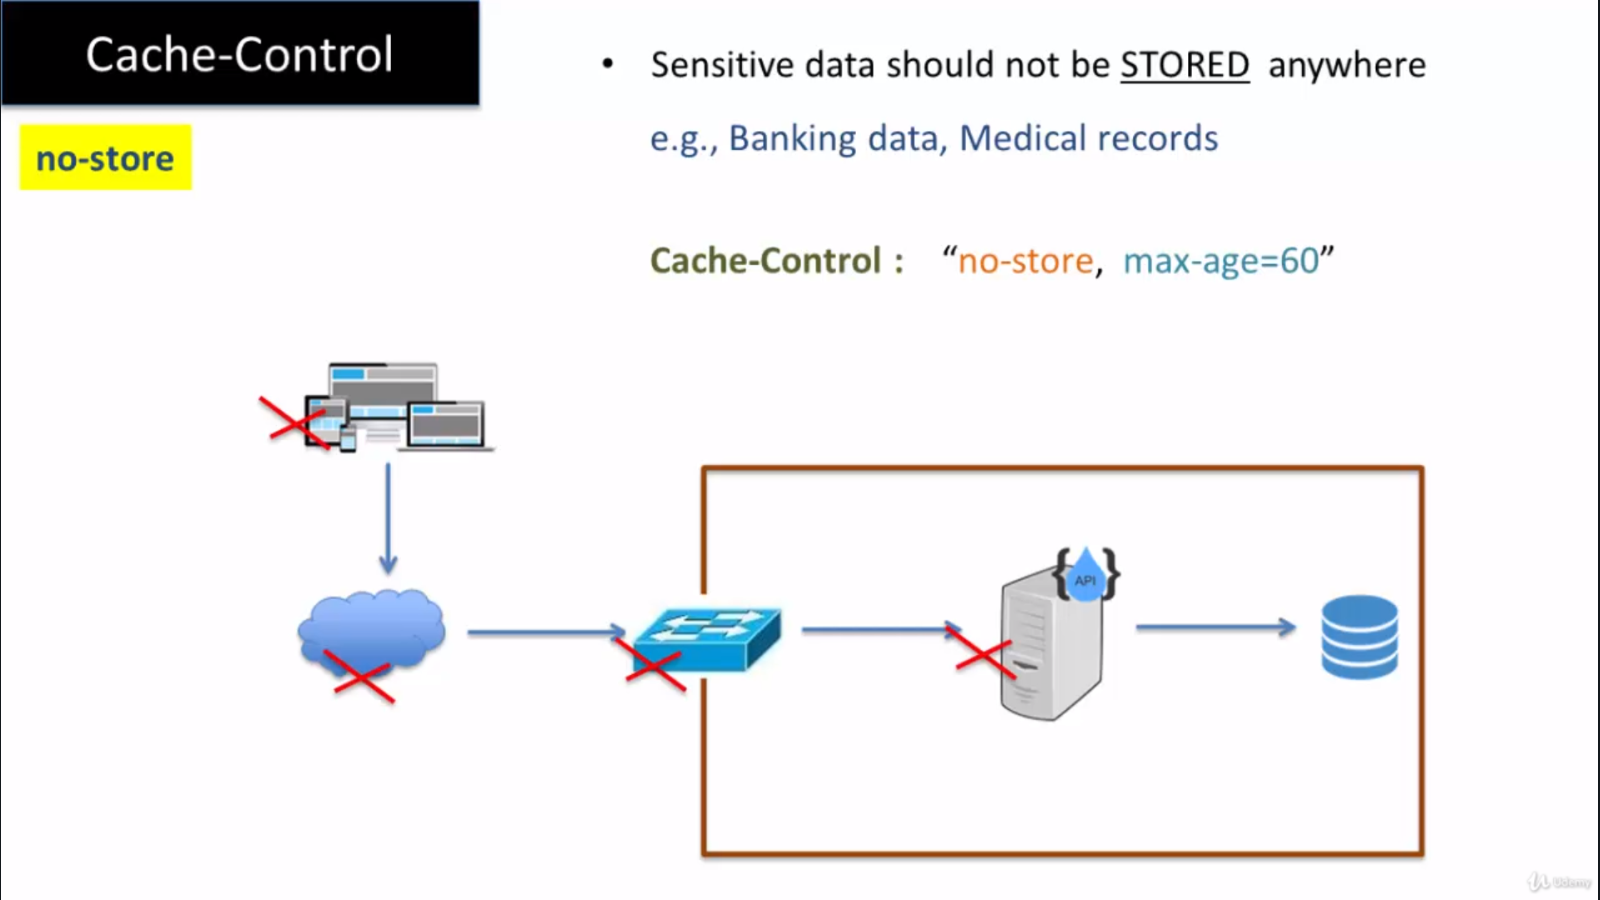 Cache-Control
no-store
• Sensitive data should not be STORED anywhere
e.g., Banking data, Medical records
Cache-Control : “no-store, max-age=60”
{API}
Udemy